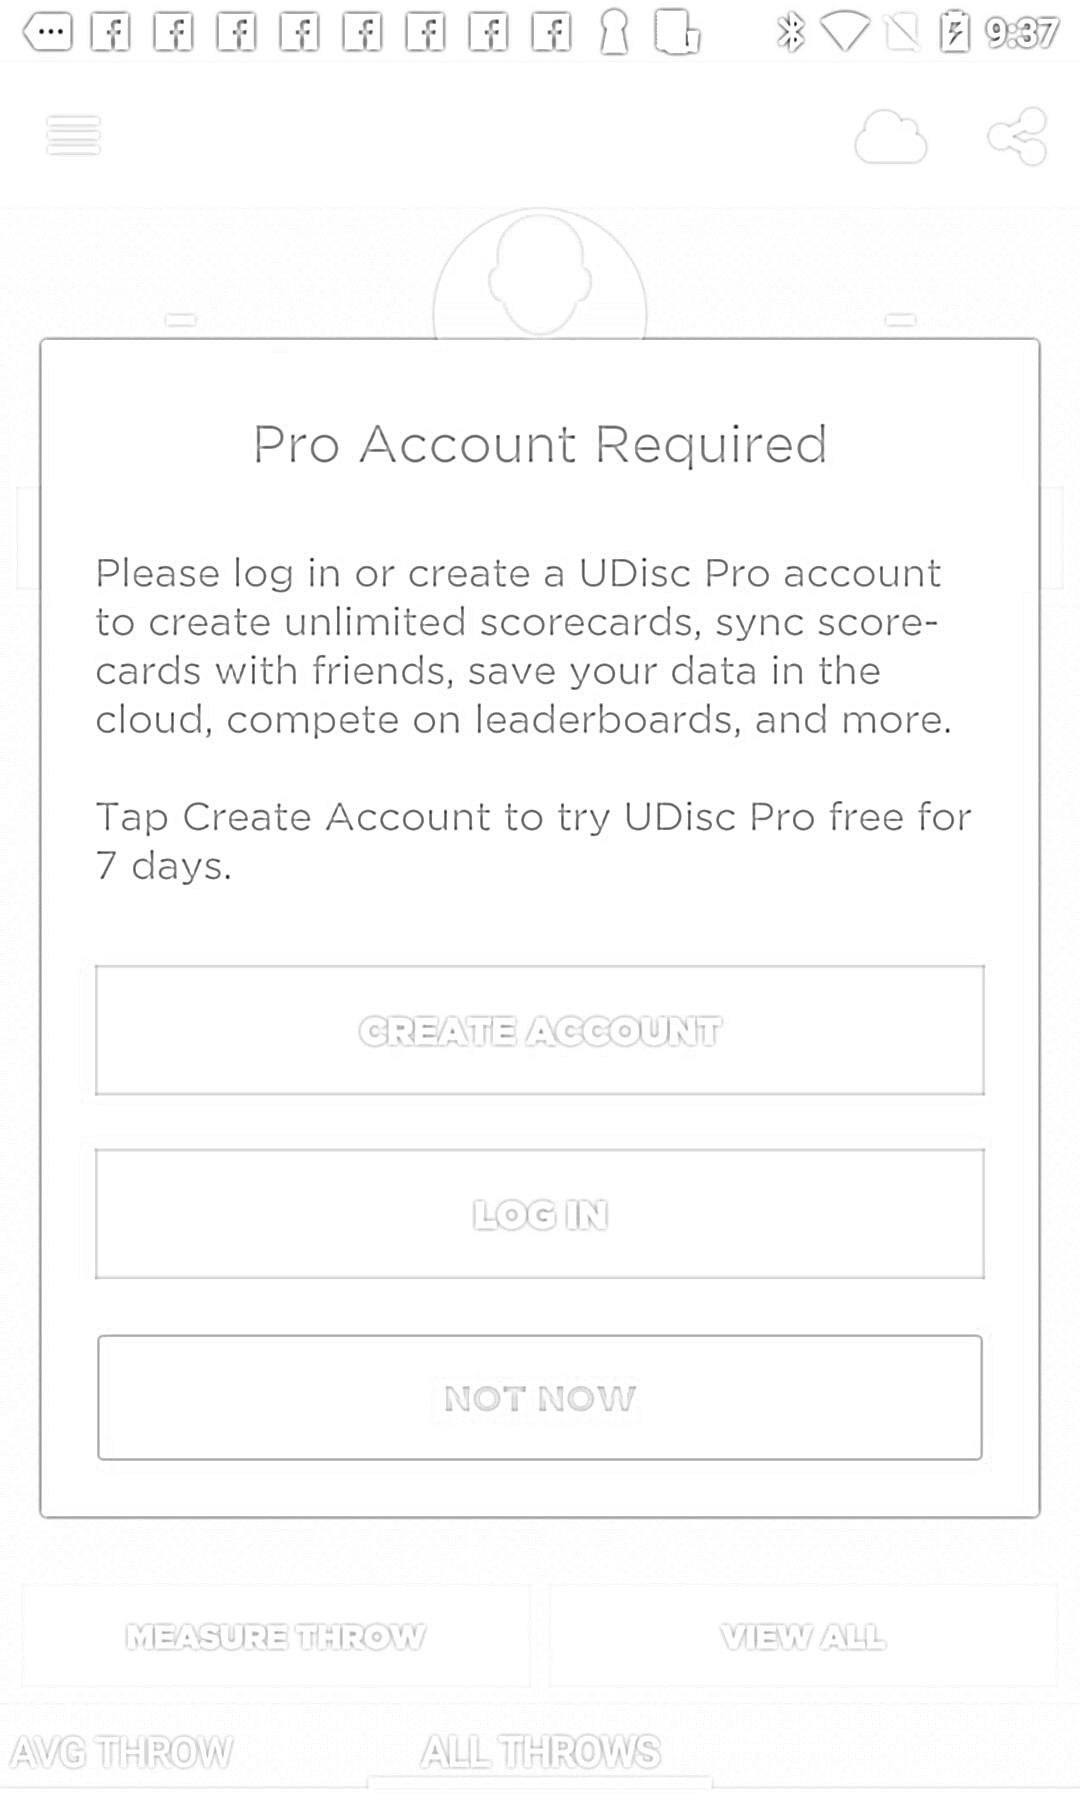 9:37
Pro Account Required
Please log in or create a UDisc Pro account
to create unlimited scorecards, sync score-
cards with friends, save your data in the
cloud, compete on leaderboards, and more.
Tap Create Account to try UDisc Pro free for
7 days.
CREATE ACCOUNT
LOG IN
NOT NOW
MEASURE THROW VIEW ALL
AVG THROW ALL THROWS